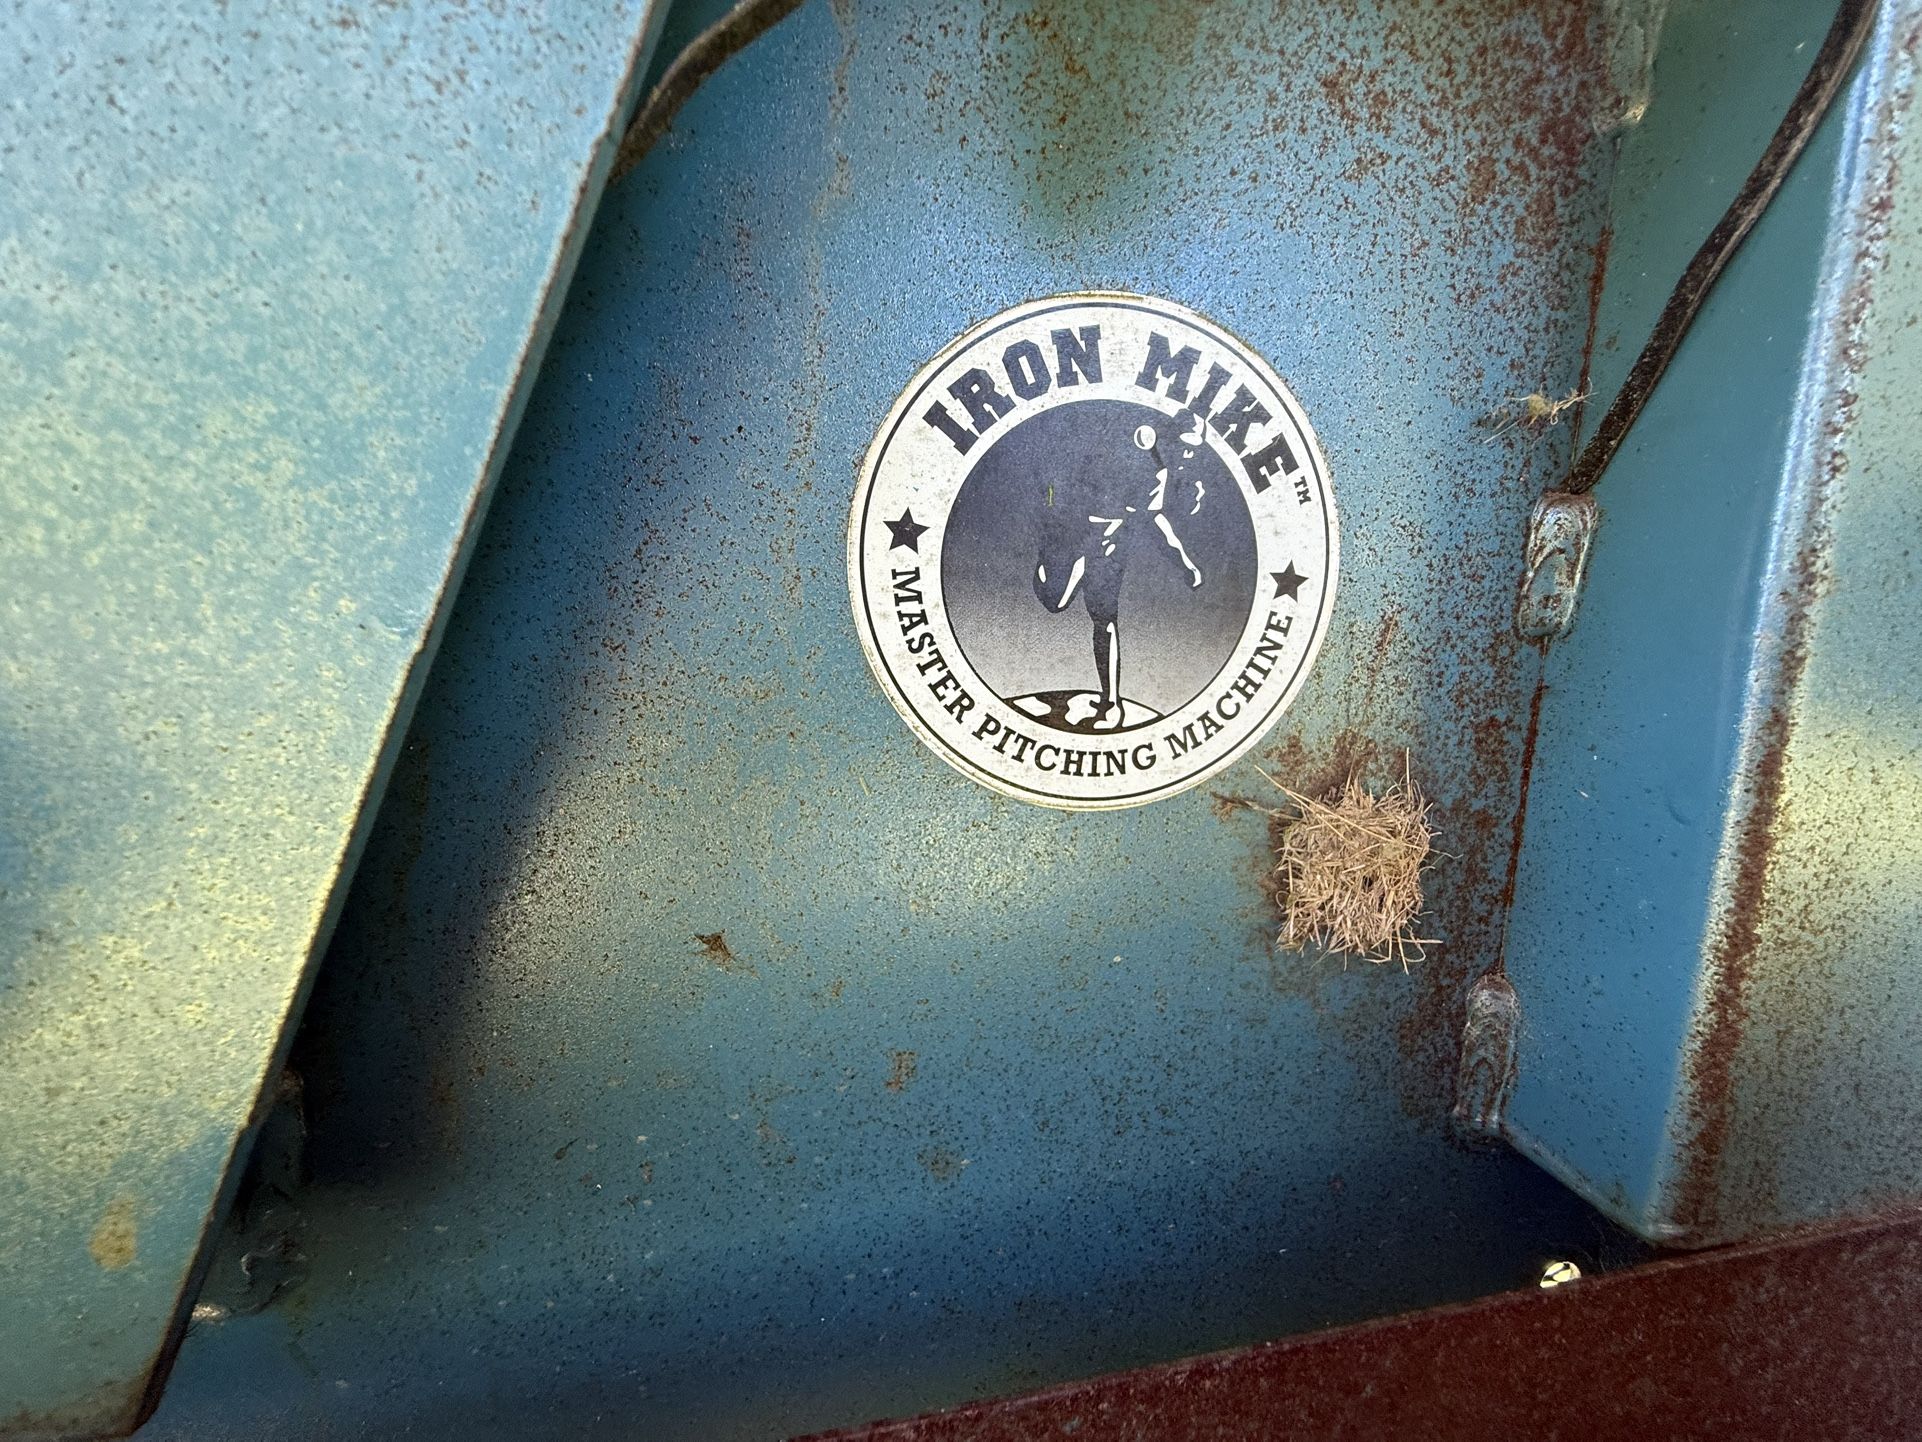 IRON MIKE™
★ MASTER PITCHING MACHINE ★